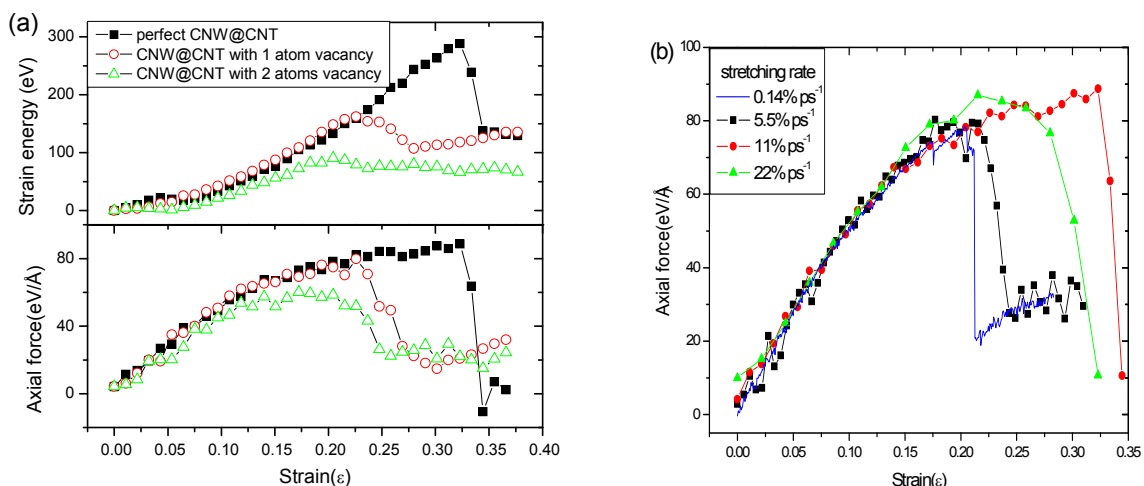 (a)
perfect CNW@CNT
CNW@CNT with 1 atom vacancy
CNW@CNT with 2 atoms vacancy
300
200
100
0
Strain energy (eV)
80
40
0
Axial force(eV/Å)
0.00 0.05 0.10 0.15 0.20 0.25 0.30 0.35 0.40
Strain(ε)
(b)
stretching rate
0.14%ps⁻¹
5.5%ps⁻¹
11%ps⁻¹
22%ps⁻¹
100
80
60
40
20
0
Axial force(eV/Å)
0.00 0.05 0.10 0.15 0.20 0.25 0.30 0.35
Strain(ε)